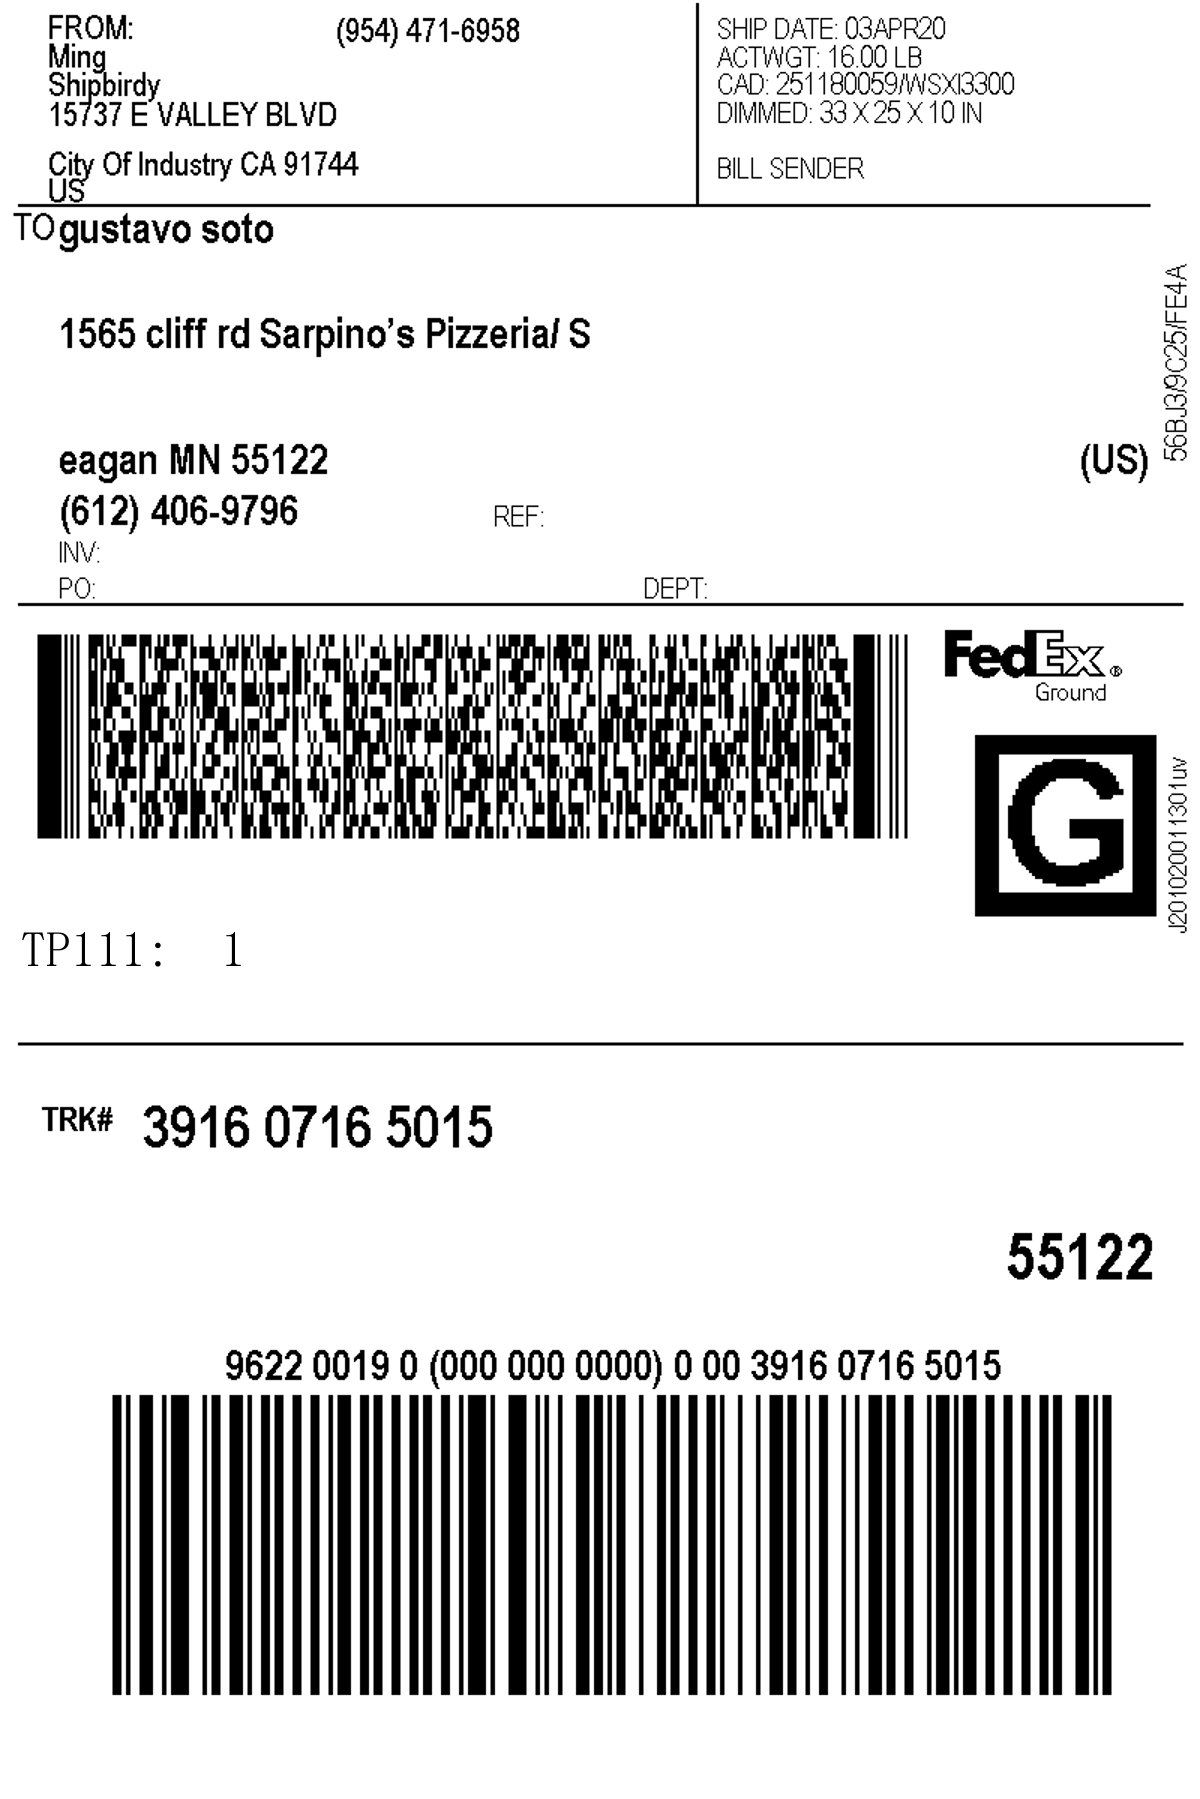 FROM: (954) 471-6958
Ming
Shipbirdy
15737 E VALLEY BLVD
City Of Industry CA 91744
US
SHIP DATE: 03APR20
ACTWGT: 16.00 LB
CAD: 251180059/WSXI3300
DIMMED: 33 X 25 X 10 IN
BILL SENDER
TO gustavo soto
1565 cliff rd Sarpino's Pizzeria/ S
eagan MN 55122 (US)
(612) 406-9796 REF:
INV:
PO: DEPT:
56BJ3/9C25/FE4A
FedEx®
Ground
G
J201020011301uv
TP111: 1
TRK# 3916 0716 5015
55122
9622 0019 0 (000 000 0000) 0 00 3916 0716 5015